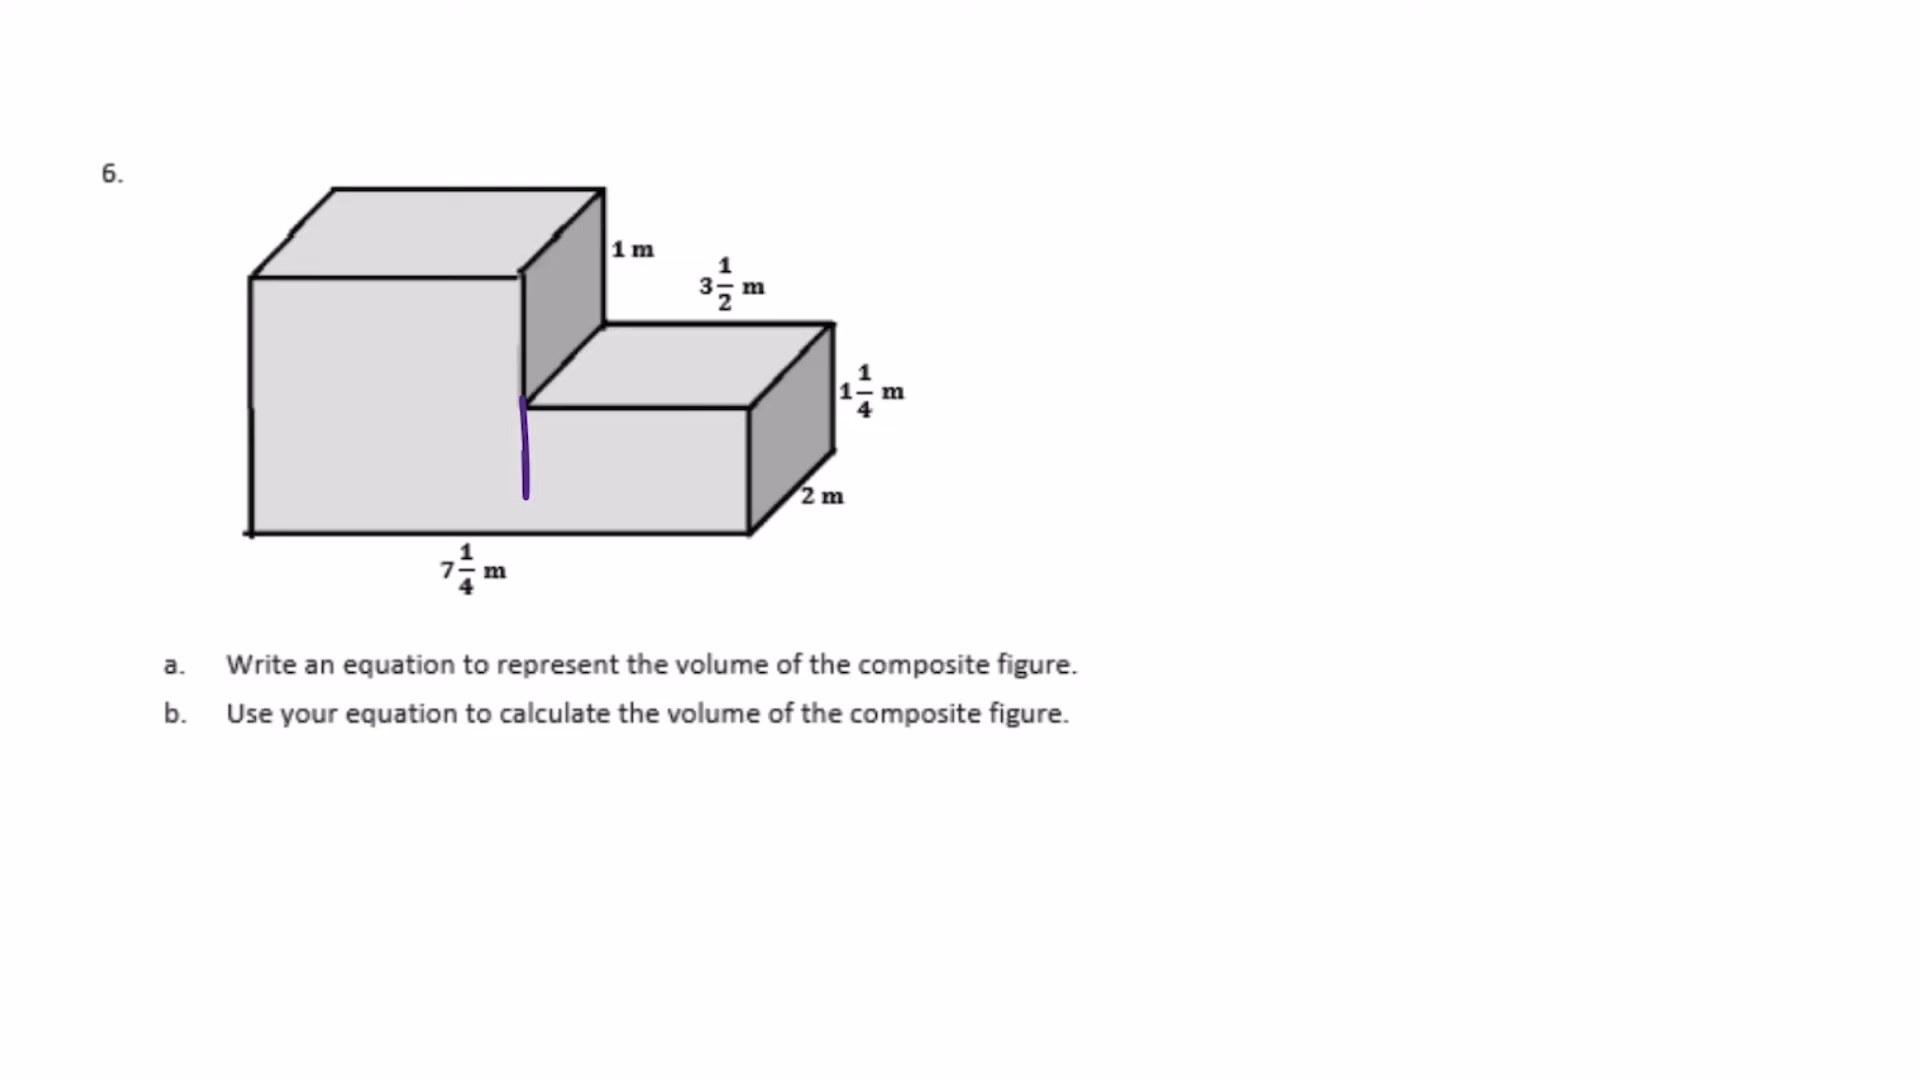 6.
1 m
3 1/2 m
1 1/4 m
2 m
7 1/4 m
a. Write an equation to represent the volume of the composite figure.
b. Use your equation to calculate the volume of the composite figure.